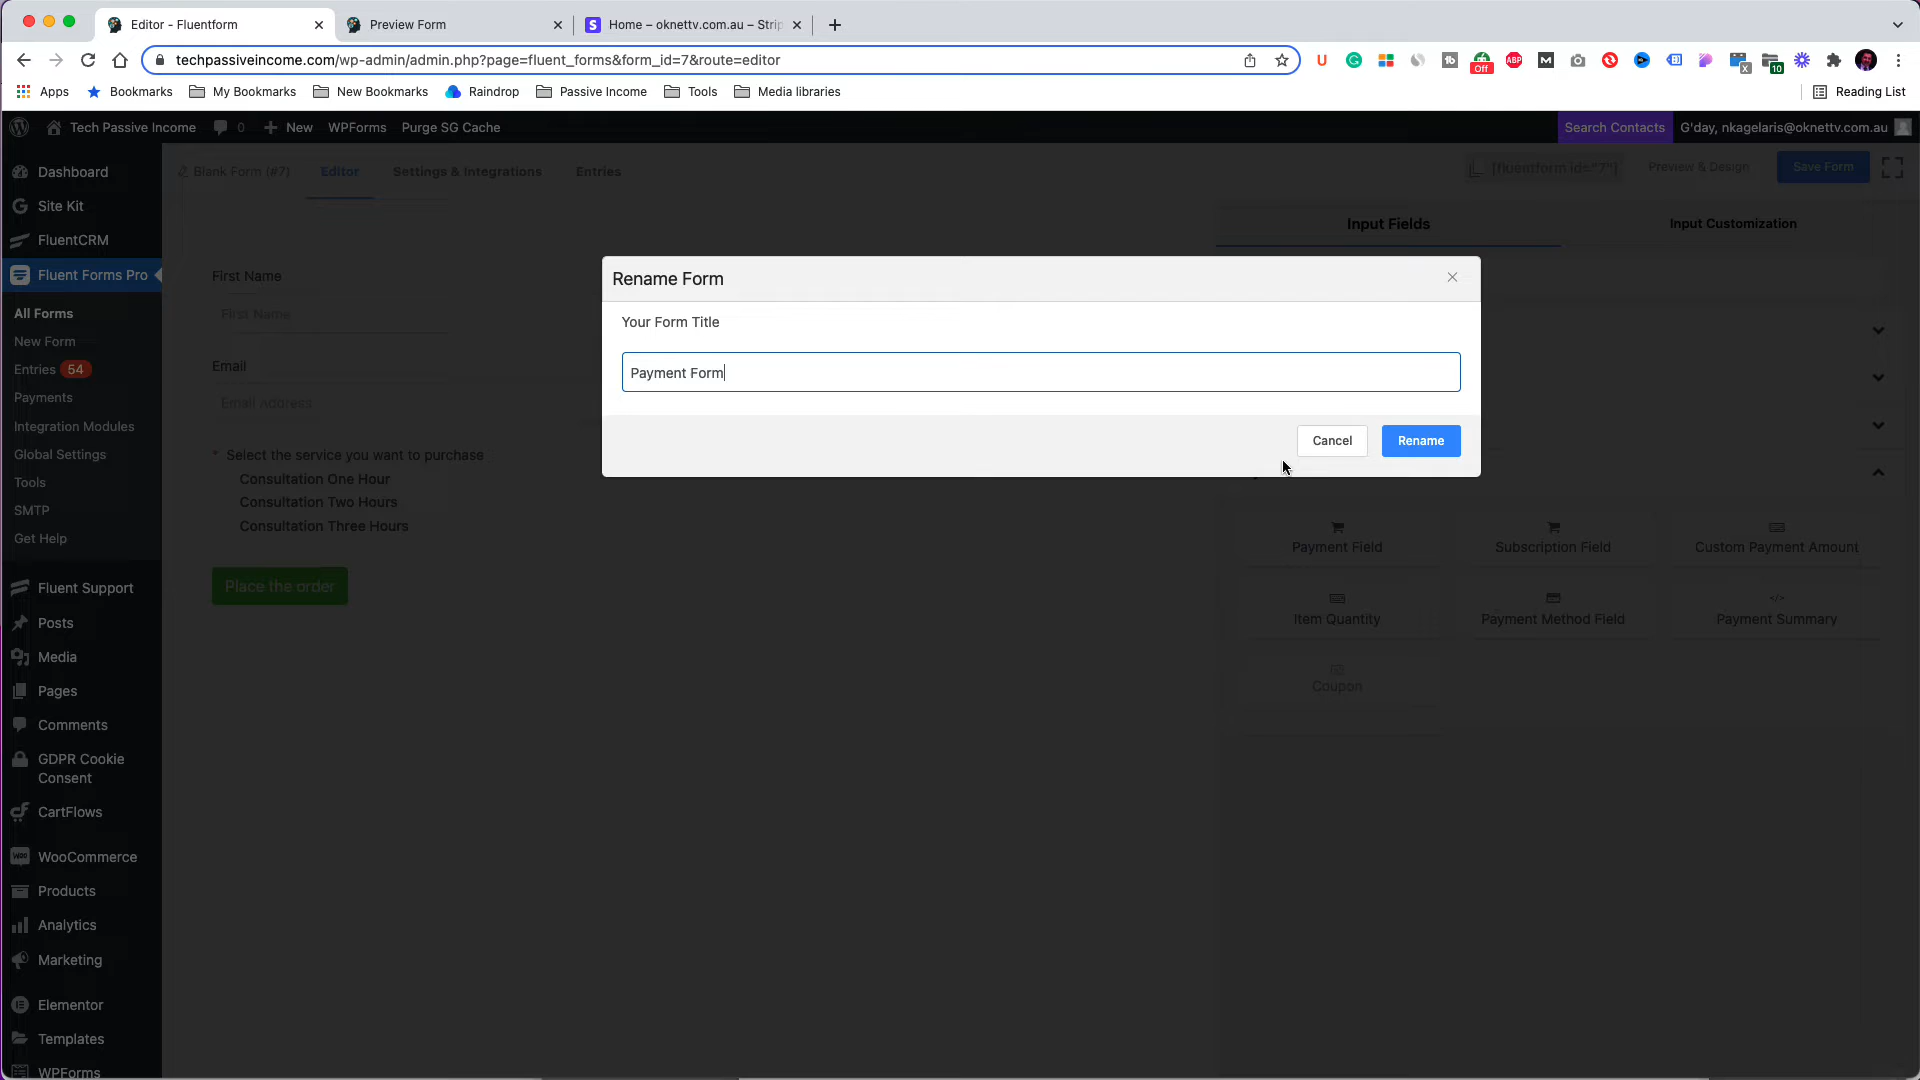 Editor - Fluentform
Preview Form
Home – oknettv.com.au – Strip
techpassiveincome.com/wp-admin/admin.php?page=fluent_forms&form_id=7&route=editor
Off
ABP
10
Apps
Bookmarks
My Bookmarks
New Bookmarks
Raindrop
Passive Income
Tools
Media libraries
Reading List
Tech Passive Income
0
New
WPForms
Purge SG Cache
Search Contacts
G'day, nkagelaris@oknettv.com.au
Dashboard
Site Kit
FluentCRM
Fluent Forms Pro
All Forms
New Form
Entries 54
Payments
Integration Modules
Global Settings
Tools
SMTP
Get Help
Fluent Support
Posts
Media
Pages
Comments
GDPR Cookie
Consent
CartFlows
WooCommerce
Products
Analytics
Marketing
Elementor
Templates
WPForms
Blank Form (#7)
Editor
Settings & Integrations
Entries
[fluentform id="7"]
Preview & Design
Save Form
First Name
First Name
Email
Email Address
* Select the service you want to purchase
Consultation One Hour
Consultation Two Hours
Consultation Three Hours
Place the order
Rename Form
Your Form Title
Payment Form
Cancel
Rename
Input Fields
Input Customization
Payment Field
Subscription Field
Custom Payment Amount
Item Quantity
Payment Method Field
Payment Summary
Coupon